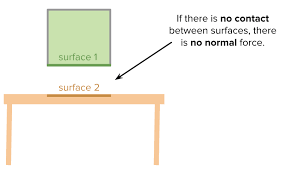 If there is no contact
between surfaces, there
is no normal force.
surface 1
surface 2